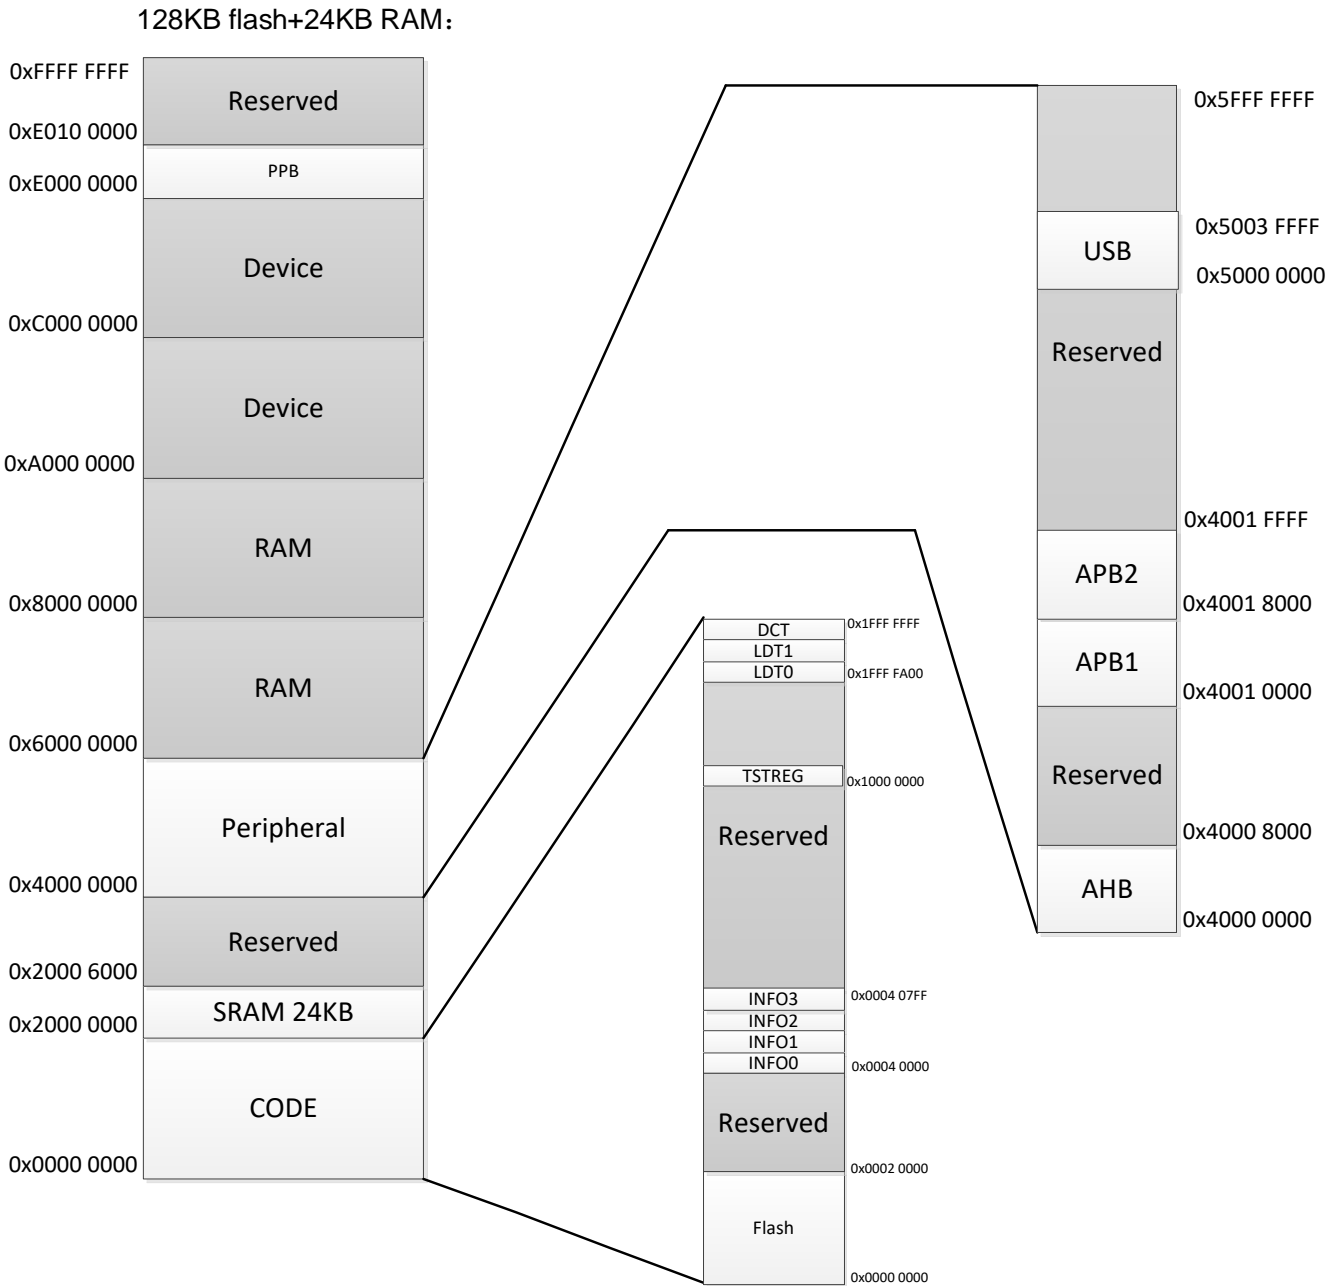 128KB flash+24KB RAM：
0xFFFF FFFF
Reserved
0xE010 0000
PPB
0xE000 0000
Device
0xC000 0000
Device
0xA000 0000
RAM
0x8000 0000
RAM
0x6000 0000
Peripheral
0x4000 0000
Reserved
0x2000 6000
SRAM 24KB
0x2000 0000
CODE
0x0000 0000
DCT
0x1FFF FFFF
LDT1
LDT0
0x1FFF FA00
TSTREG
0x1000 0000
Reserved
INFO3
0x0004 07FF
INFO2
INFO1
INFO0
0x0004 0000
Reserved
0x0002 0000
Flash
0x0000 0000
0x5FFF FFFF
0x5003 FFFF
USB
0x5000 0000
Reserved
0x4001 FFFF
APB2
0x4001 8000
APB1
0x4001 0000
Reserved
0x4000 8000
AHB
0x4000 0000